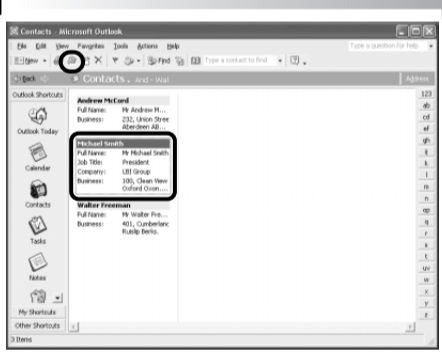 Contacts - Microsoft Outlook
File Edit View Favorites Tools Actions Help
Type a question for help
New
Find
Type a contact to find
Back
Contacts . And - Wal
Address
Outlook Shortcuts
Outlook Today
Calendar
Contacts
Tasks
Notes
My Shortcuts
Other Shortcuts
Andrew McCord
Full Name: Mr Andrew M...
Business: 232, Union Stree
Aberdeen AB...
Michael Smith
Full Name: Mr Michael Smith
Job Title: President
Company: LBI Group
Business: 100, Clean View
Oxford Oxon....
Walter Freeman
Full Name: Mr Walter Fre...
Business: 401, Cumberlanc
Ruislip Berks.
123
ab
cd
ef
gh
k
l
m
n
op
q
r
s
t
uv
w
x
y
z
3 Items